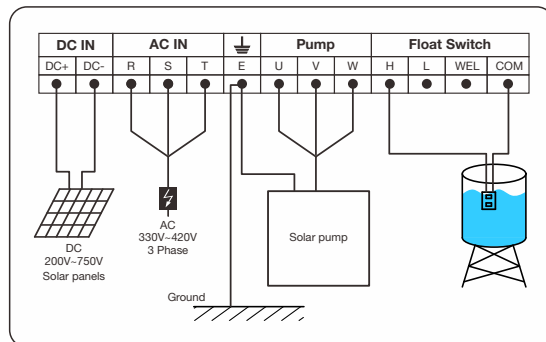 DC IN AC IN Pump Float Switch
DC+ DC- R S T E U V W H L WEL COM
DC
200V~750V
Solar panels
AC
330V~420V
3 Phase
Solar pump
Ground